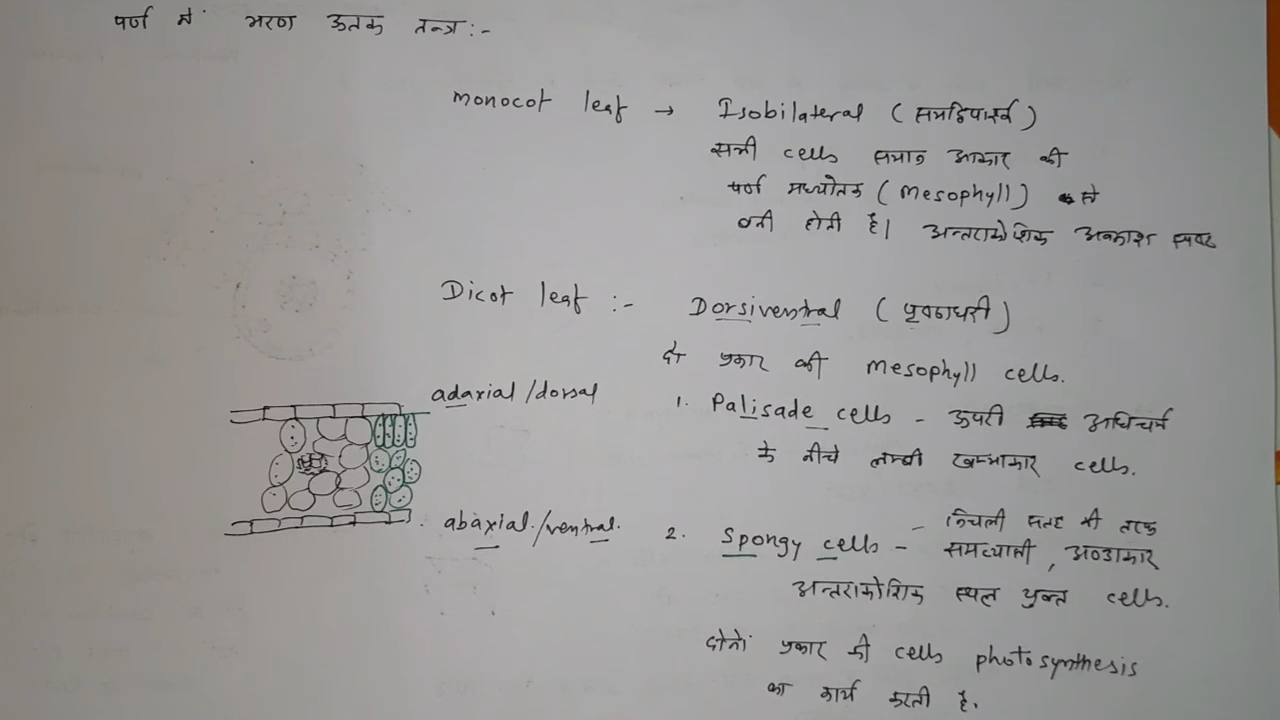 पर्ण में भरण ऊतक तन्त्र :-
monocot leaf → Isobilateral (समद्विपार्श्व)
सभी cells समान आकार की
पर्ण मध्योतक (Mesophyll) से
बनी होती है। अन्तराकोशिक अवकाश स्पष्ट
Dicot leaf :- Dorsiventral (पृष्ठाधारी)
दो प्रकार की mesophyll cells.
adaxial/dorsal
1. Palisade cells - ऊपरी अधिचर्म
के नीचे लम्बी खम्भाकार cells.
abaxial/ventral.
2. Spongy cells - निचली सतह की तरफ
समव्यासी, अण्डाकार
अन्तराकोशिक स्थल युक्त cells.
दोनों प्रकार की cells photosynthesis
का कार्य करती है.